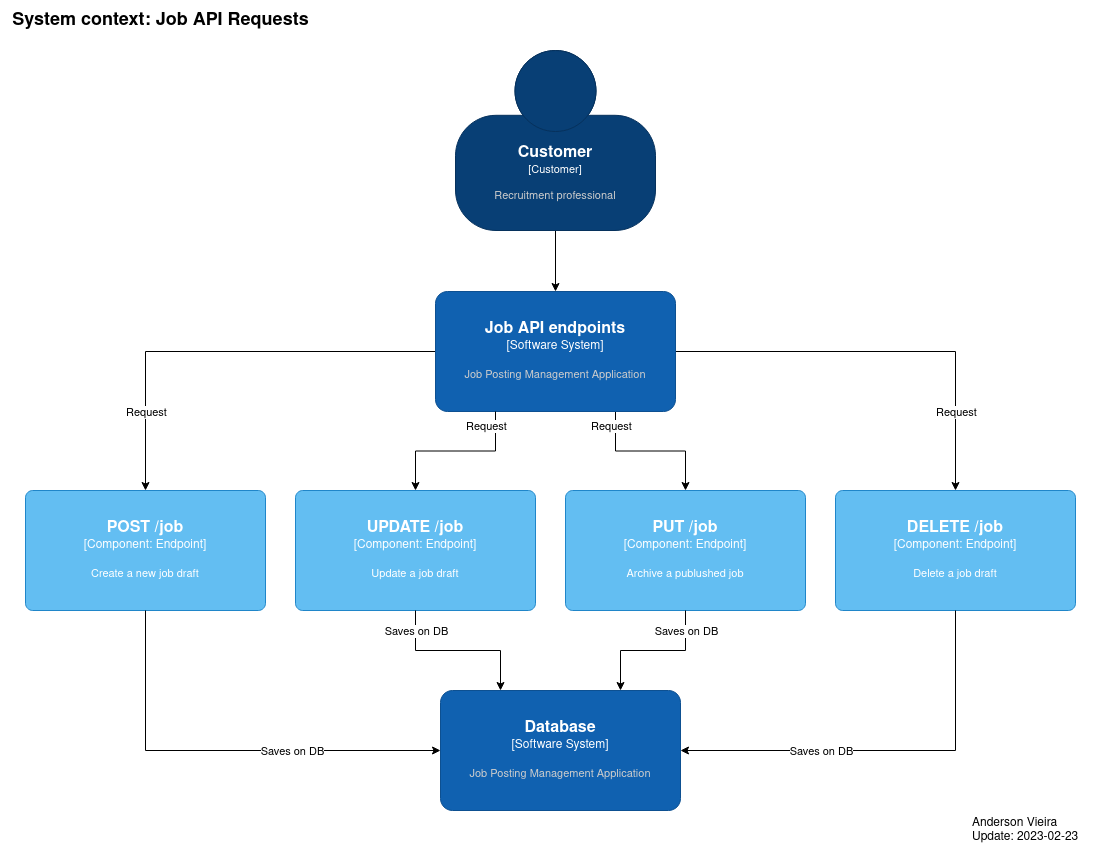 System context: Job API Requests
Customer
[Customer]
Recruitment professional
Job API endpoints
[Software System]
Job Posting Management Application
Request
Request
Request
Request
POST /job
[Component: Endpoint]
Create a new job draft
UPDATE /job
[Component: Endpoint]
Update a job draft
PUT /job
[Component: Endpoint]
Archive a publushed job
DELETE /job
[Component: Endpoint]
Delete a job draft
Saves on DB
Saves on DB
Saves on DB
Saves on DB
Database
[Software System]
Job Posting Management Application
Anderson Vieira
Update: 2023-02-23